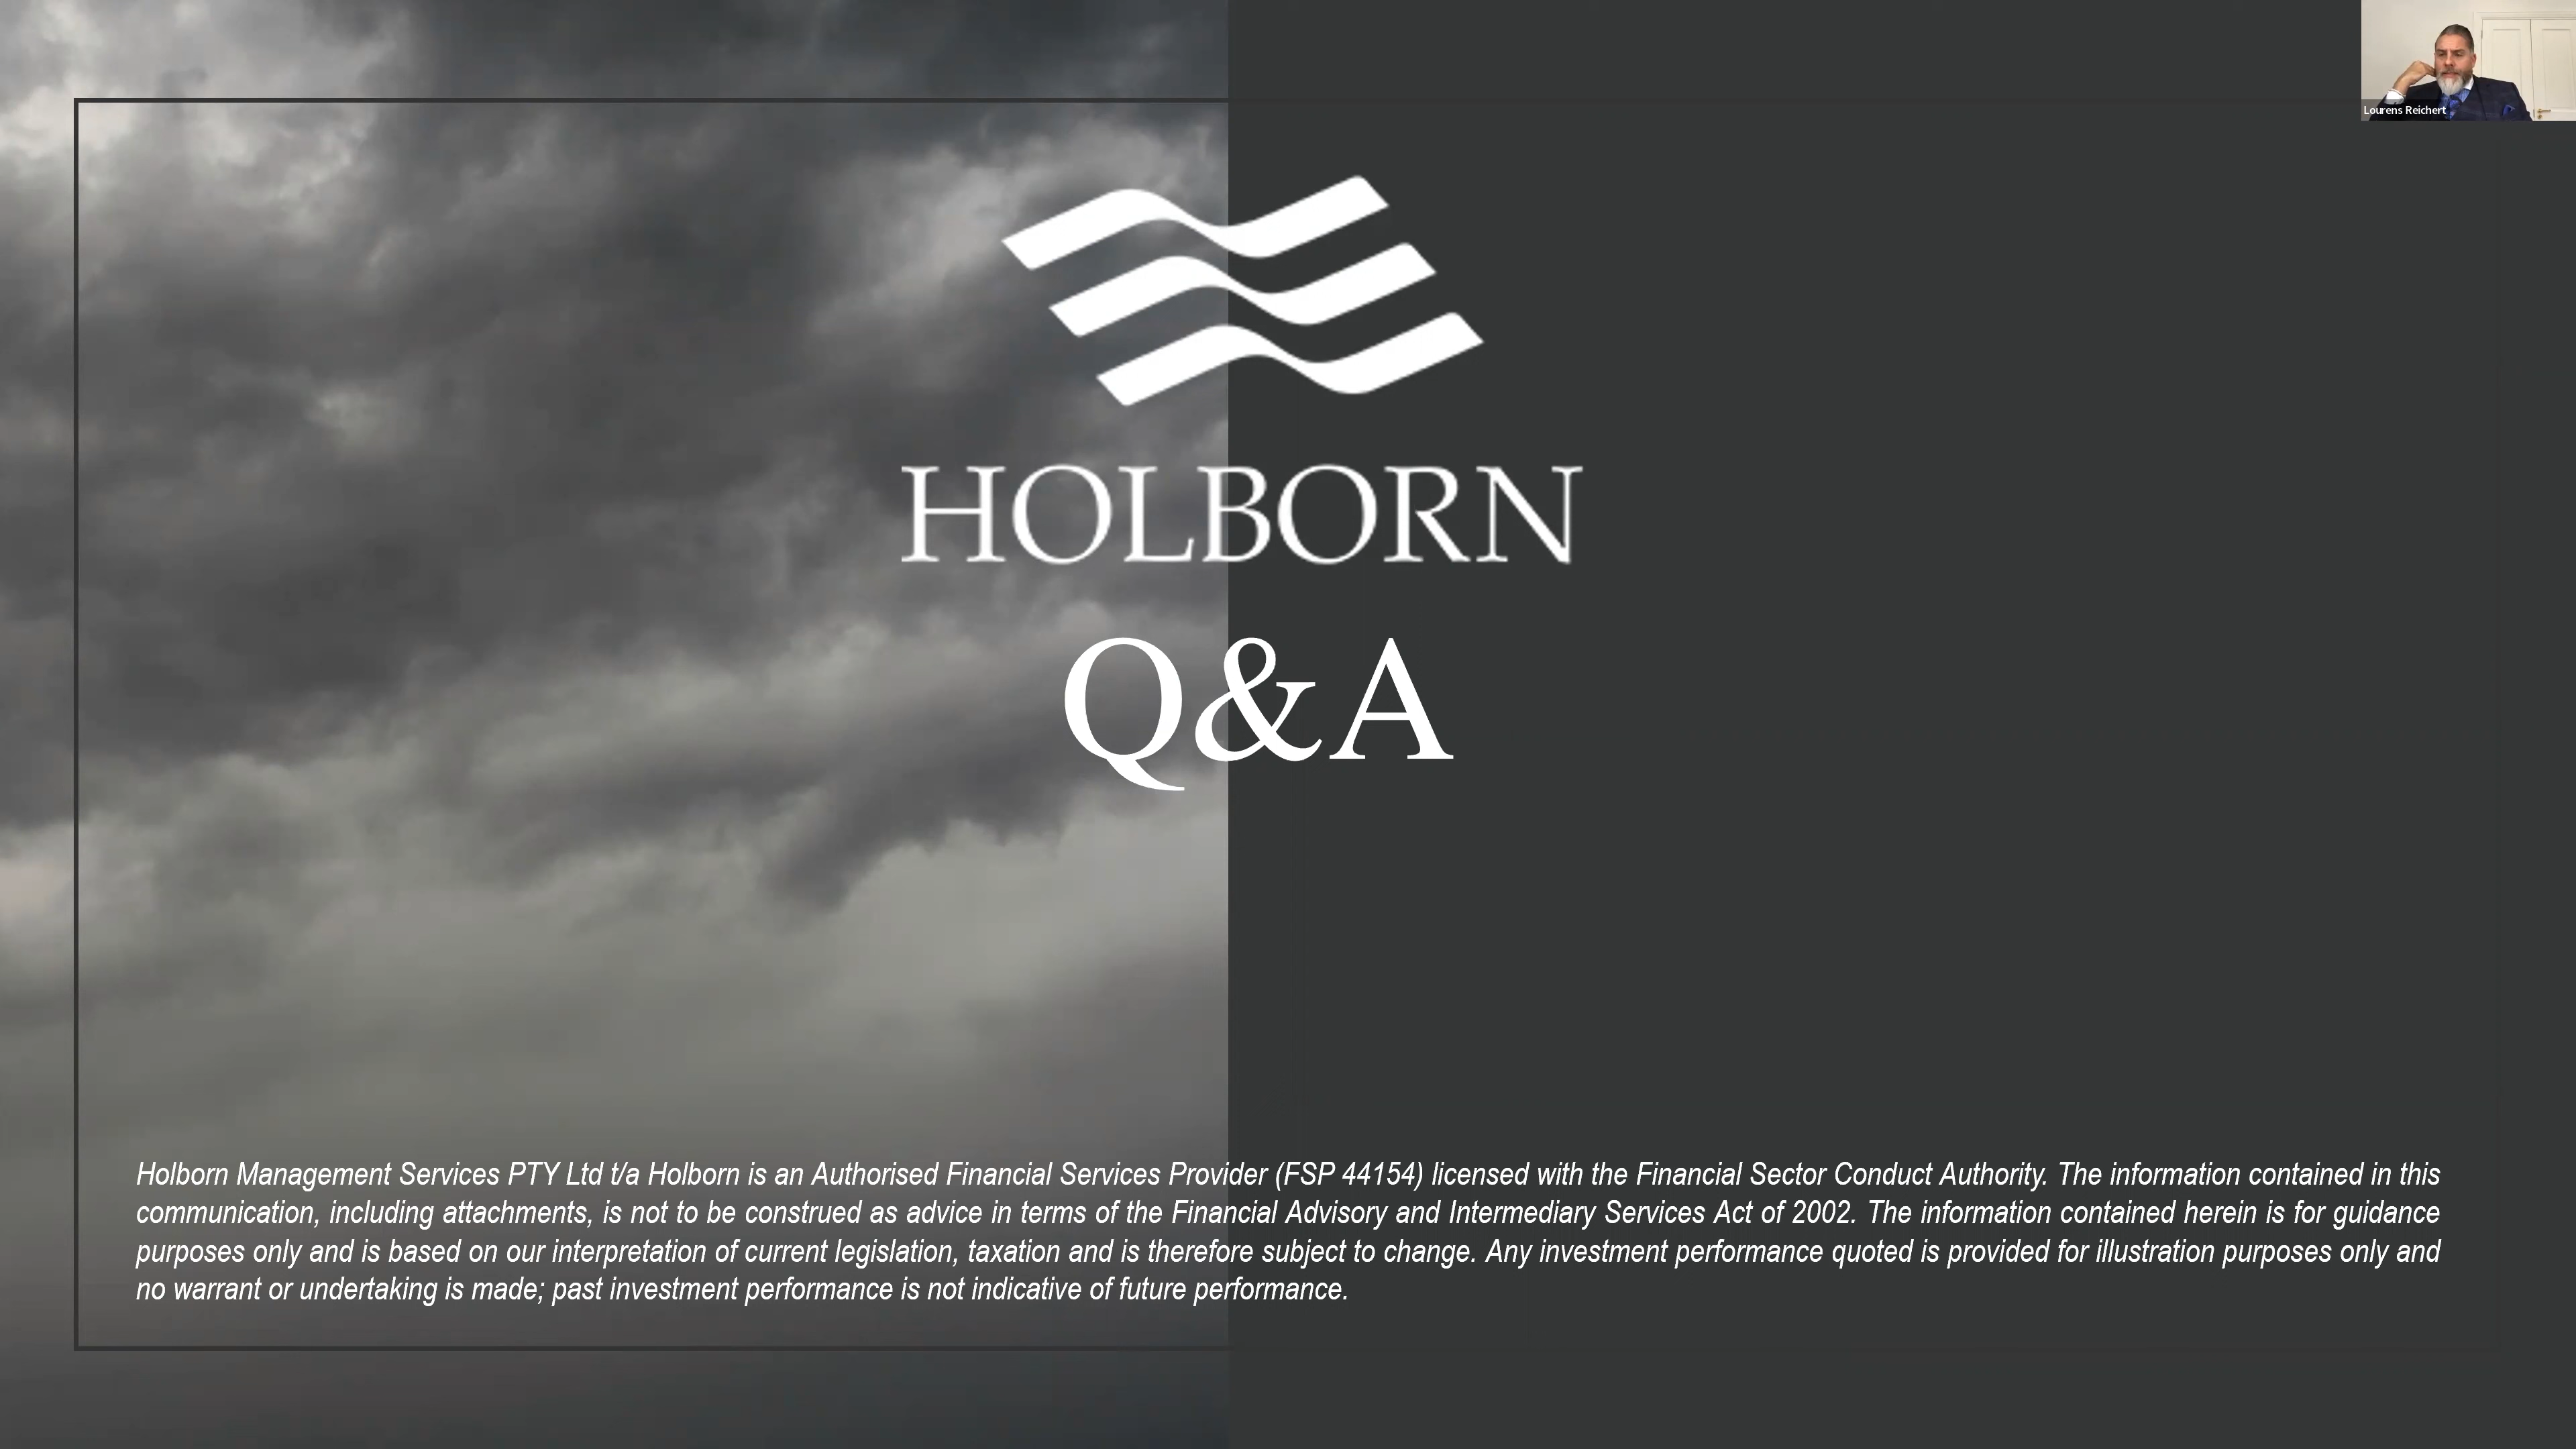 Lourens Reichert
HOLBORN
Q&A
Holborn Management Services PTY Ltd t/a Holborn is an Authorised Financial Services Provider (FSP 44154) licensed with the Financial Sector Conduct Authority. The information contained in this
communication, including attachments, is not to be construed as advice in terms of the Financial Advisory and Intermediary Services Act of 2002. The information contained herein is for guidance
purposes only and is based on our interpretation of current legislation, taxation and is therefore subject to change. Any investment performance quoted is provided for illustration purposes only and
no warrant or undertaking is made; past investment performance is not indicative of future performance.